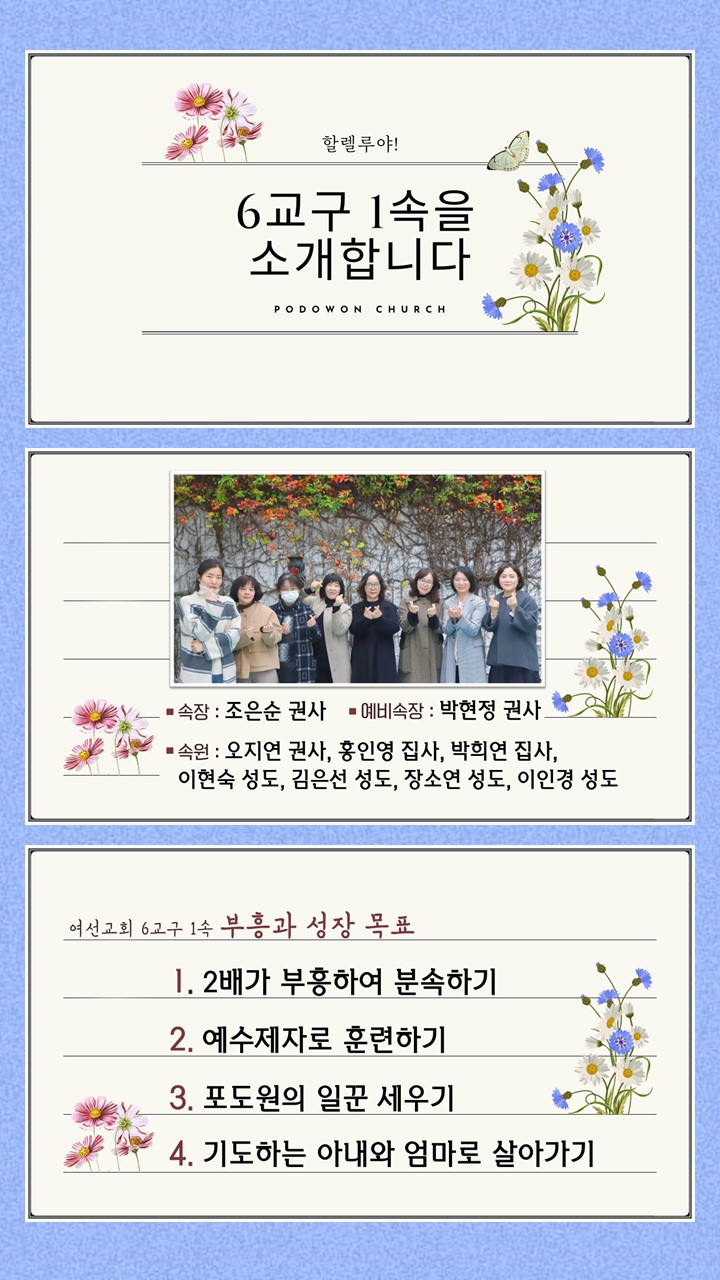 할렐루야!
6교구 1속을
소개합니다
PODOWON CHURCH
▪속장 : 조은순 권사 ▪예비속장 : 박현정 권사
▪속원 : 오지연 권사, 홍인영 집사, 박희연 집사,
이현숙 성도, 김은선 성도, 장소연 성도, 이인경 성도
여선교회 6교구 1속 부흥과 성장 목표
1. 2배가 부흥하여 분속하기
2. 예수제자로 훈련하기
3. 포도원의 일꾼 세우기
4. 기도하는 아내와 엄마로 살아가기